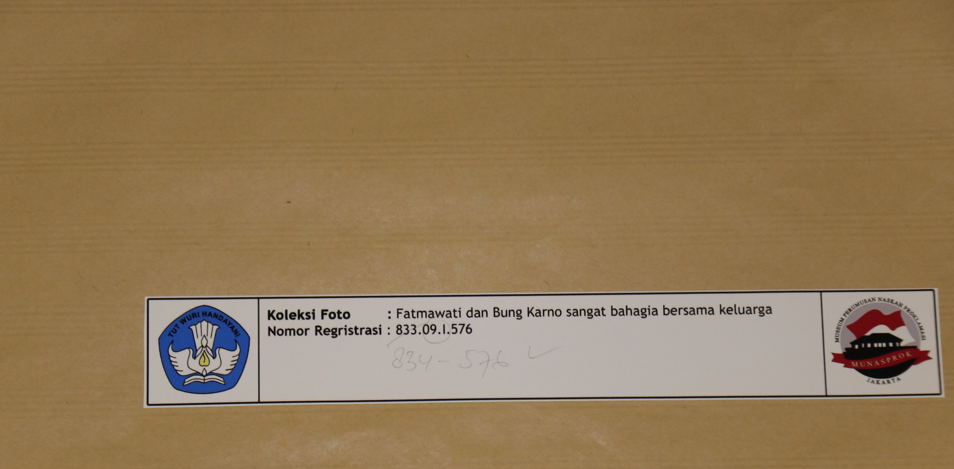 TUT WURI HANDAYANI
Koleksi Foto : Fatmawati dan Bung Karno sangat bahagia bersama keluarga
Nomor Regristrasi : 833.09.I.576
834 - 576
MUSEUM PERUMUSAN NASKAH PROKLAMASI
MUNASPROK
JAKARTA